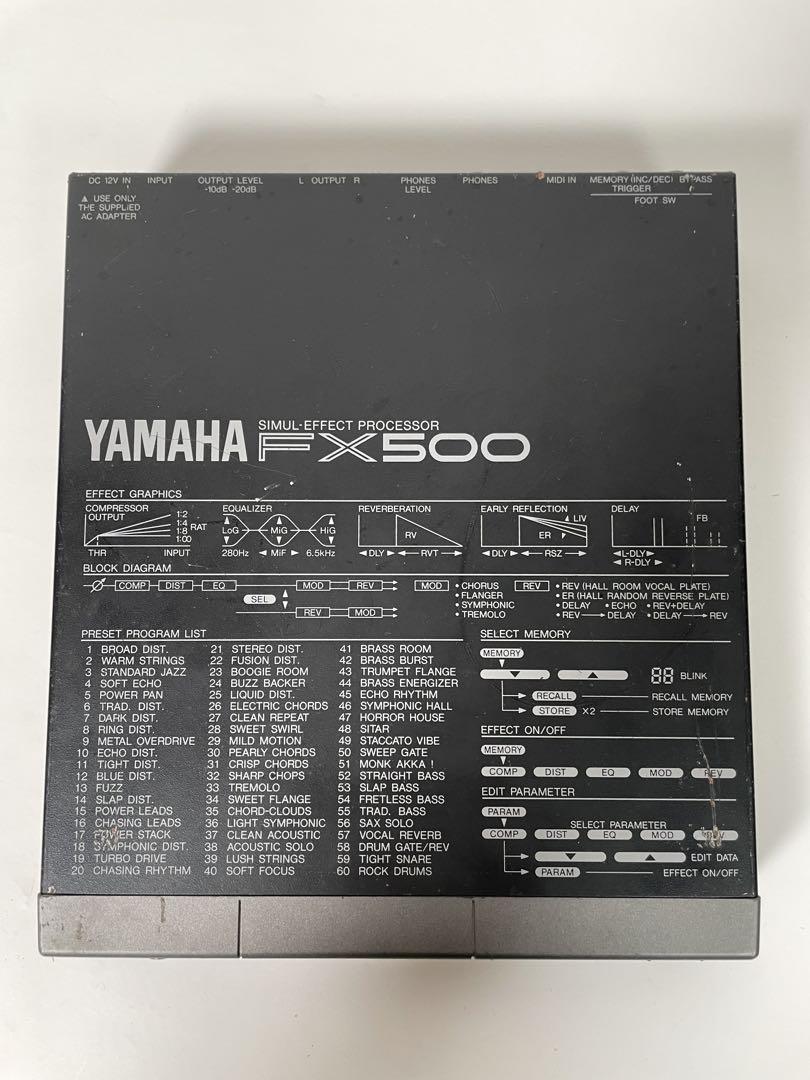 DC 12V IN INPUT OUTPUT LEVEL L OUTPUT R PHONES PHONES MIDI IN MEMORY (INC/DEC) BYPASS
-10dB -20dB LEVEL TRIGGER
▲ USE ONLY FOOT SW
THE SUPPLIED
AC ADAPTER
YAMAHA SIMUL-EFFECT PROCESSOR
FX500
EFFECT GRAPHICS
COMPRESSOR
OUTPUT
1:2
1:4
1:8
1:∞
RAT
THR INPUT
EQUALIZER
LoG MiG HiG
280Hz ◄ MiF ► 6.5kHz
REVERBERATION
RV
◄DLY►◄ RVT ►
EARLY REFLECTION
LIV
ER
◄DLY►◄ RSZ ►
DELAY
FB
◄L-DLY►
◄ R-DLY ►
BLOCK DIAGRAM
COMP DIST EQ SEL MOD REV
REV MOD
MOD • CHORUS
• FLANGER
• SYMPHONIC
• TREMOLO
REV • REV (HALL ROOM VOCAL PLATE)
• ER (HALL RANDOM REVERSE PLATE)
• DELAY • ECHO • REV+DELAY
• REV → DELAY • DELAY → REV
PRESET PROGRAM LIST
1 BROAD DIST.
2 WARM STRINGS
3 STANDARD JAZZ
4 SOFT ECHO
5 POWER PAN
6 TRAD. DIST.
7 DARK DIST.
8 RING DIST.
9 METAL OVERDRIVE
10 ECHO DIST.
11 TIGHT DIST.
12 BLUE DIST.
13 FUZZ
14 SLAP DIST.
15 POWER LEADS
16 CHASING LEADS
17 POWER STACK
18 SYMPHONIC DIST.
19 TURBO DRIVE
20 CHASING RHYTHM
21 STEREO DIST.
22 FUSION DIST.
23 BOOGIE ROOM
24 BUZZ BACKER
25 LIQUID DIST.
26 ELECTRIC CHORDS
27 CLEAN REPEAT
28 SWEET SWIRL
29 MILD MOTION
30 PEARLY CHORDS
31 CRISP CHORDS
32 SHARP CHOPS
33 TREMOLO
34 SWEET FLANGE
35 CHORD-CLOUDS
36 LIGHT SYMPHONIC
37 CLEAN ACOUSTIC
38 ACOUSTIC SOLO
39 LUSH STRINGS
40 SOFT FOCUS
41 BRASS ROOM
42 BRASS BURST
43 TRUMPET FLANGE
44 BRASS ENERGIZER
45 ECHO RHYTHM
46 SYMPHONIC HALL
47 HORROR HOUSE
48 SITAR
49 STACCATO VIBE
50 SWEEP GATE
51 MONK AKKA !
52 STRAIGHT BASS
53 SLAP BASS
54 FRETLESS BASS
55 TRAD. BASS
56 SAX SOLO
57 VOCAL REVERB
58 DRUM GATE/REV
59 TIGHT SNARE
60 ROCK DRUMS
SELECT MEMORY
MEMORY
▼ ▲ 88 BLINK
RECALL RECALL MEMORY
STORE X2 STORE MEMORY
EFFECT ON/OFF
MEMORY
COMP DIST EQ MOD REV
EDIT PARAMETER
PARAM
SELECT PARAMETER
COMP DIST EQ MOD REV
▼ ▲ EDIT DATA
PARAM EFFECT ON/OFF